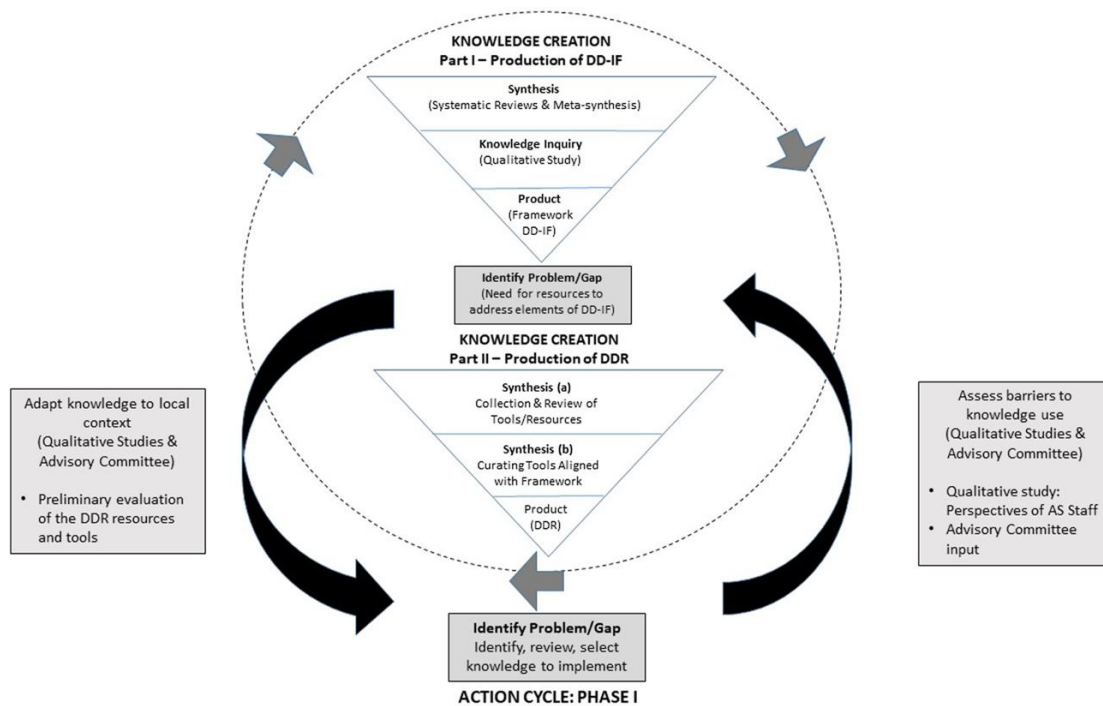 KNOWLEDGE CREATION
Part I – Production of DD-IF
Synthesis
(Systematic Reviews & Meta-synthesis)
Knowledge Inquiry
(Qualitative Study)
Product
(Framework
DD-IF)
Identify Problem/Gap
(Need for resources to
address elements of DD-IF)
KNOWLEDGE CREATION
Part II – Production of DDR
Synthesis (a)
Collection & Review of
Tools/Resources
Synthesis (b)
Curating Tools Aligned
with Framework
Product
(DDR)
Adapt knowledge to local
context
(Qualitative Studies &
Advisory Committee)
• Preliminary evaluation
of the DDR resources
and tools
Assess barriers to
knowledge use
(Qualitative Studies &
Advisory Committee)
• Qualitative study:
Perspectives of AS Staff
• Advisory Committee
input
Identify Problem/Gap
Identify, review, select
knowledge to implement
ACTION CYCLE: PHASE I